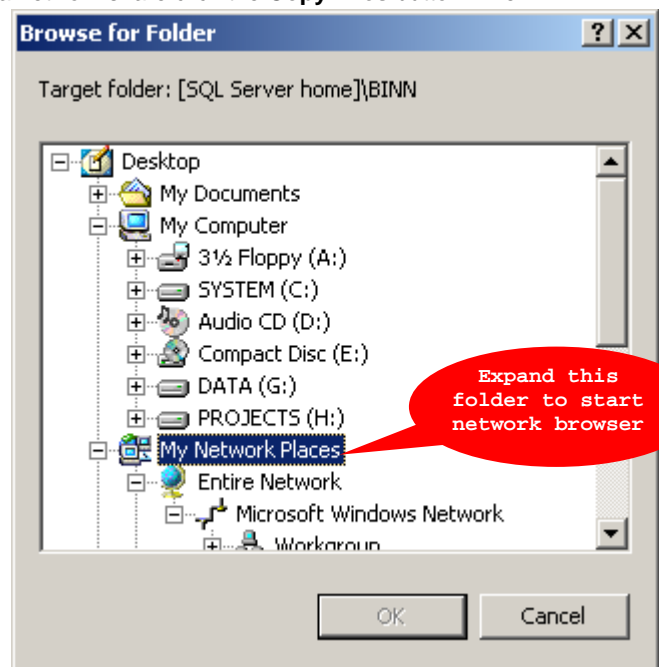 Browse for Folder
Target folder: [SQL Server home]\BINN
Desktop
My Documents
My Computer
3½ Floppy (A:)
SYSTEM (C:)
Audio CD (D:)
Compact Disc (E:)
DATA (G:)
PROJECTS (H:)
Expand this
folder to start
network browser
My Network Places
Entire Network
Microsoft Windows Network
Workgroup
OK
Cancel